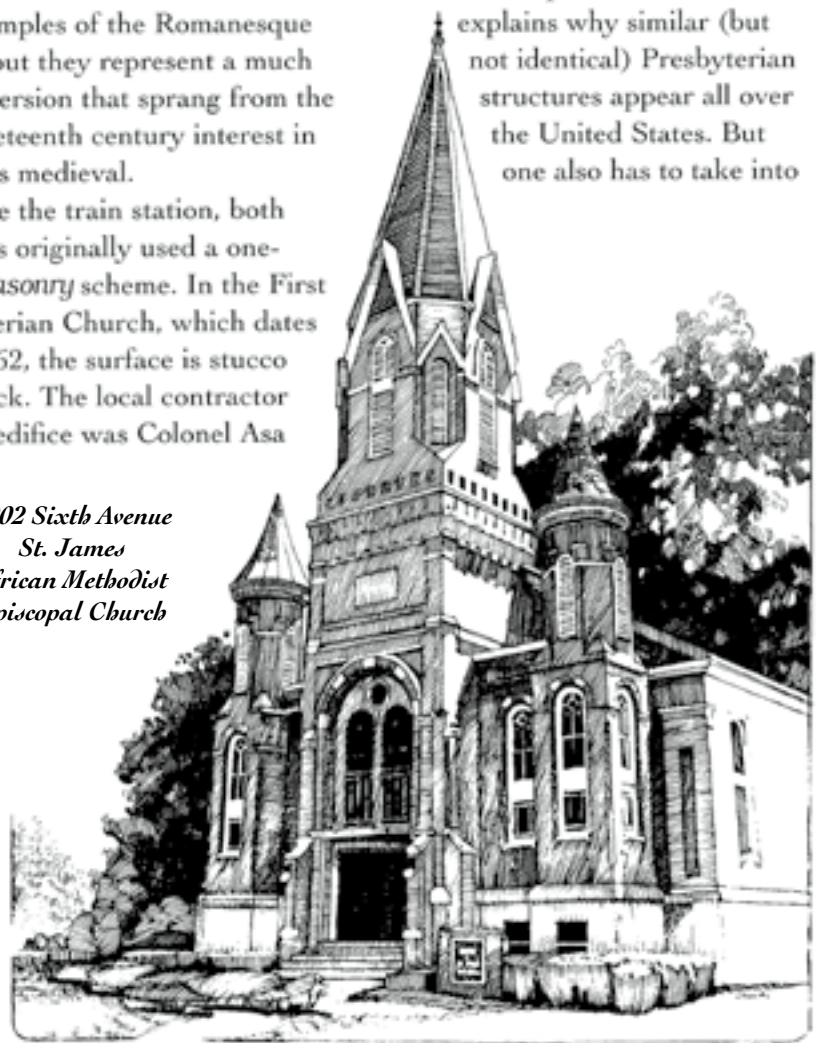 mples of the Romanesque
out they represent a much
ersion that sprang from the
eteenth century interest in
s medieval.
e the train station, both
s originally used a one-
asonry scheme. In the First
erian Church, which dates
52, the surface is stucco
ck. The local contractor
edifice was Colonel Asa
02 Sixth Avenue
St. James
frican Methodist
piscopal Church
explains why similar (but
not identical) Presbyterian
structures appear all over
the United States. But
one also has to take into